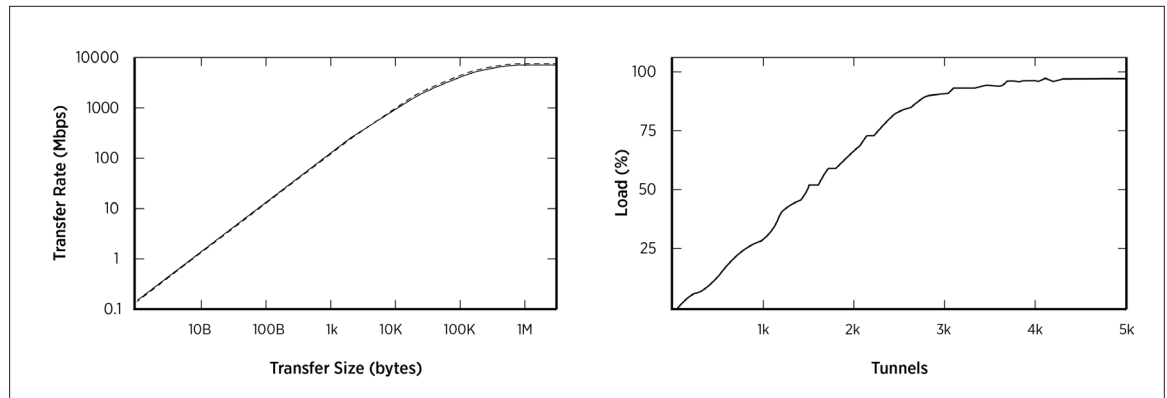 10000
1000
100
10
1
0.1
Transfer Rate (Mbps)
10B 100B 1k 10K 100K 1M
Transfer Size (bytes)
100
75
50
25
Load (%)
1k 2k 3k 4k 5k
Tunnels